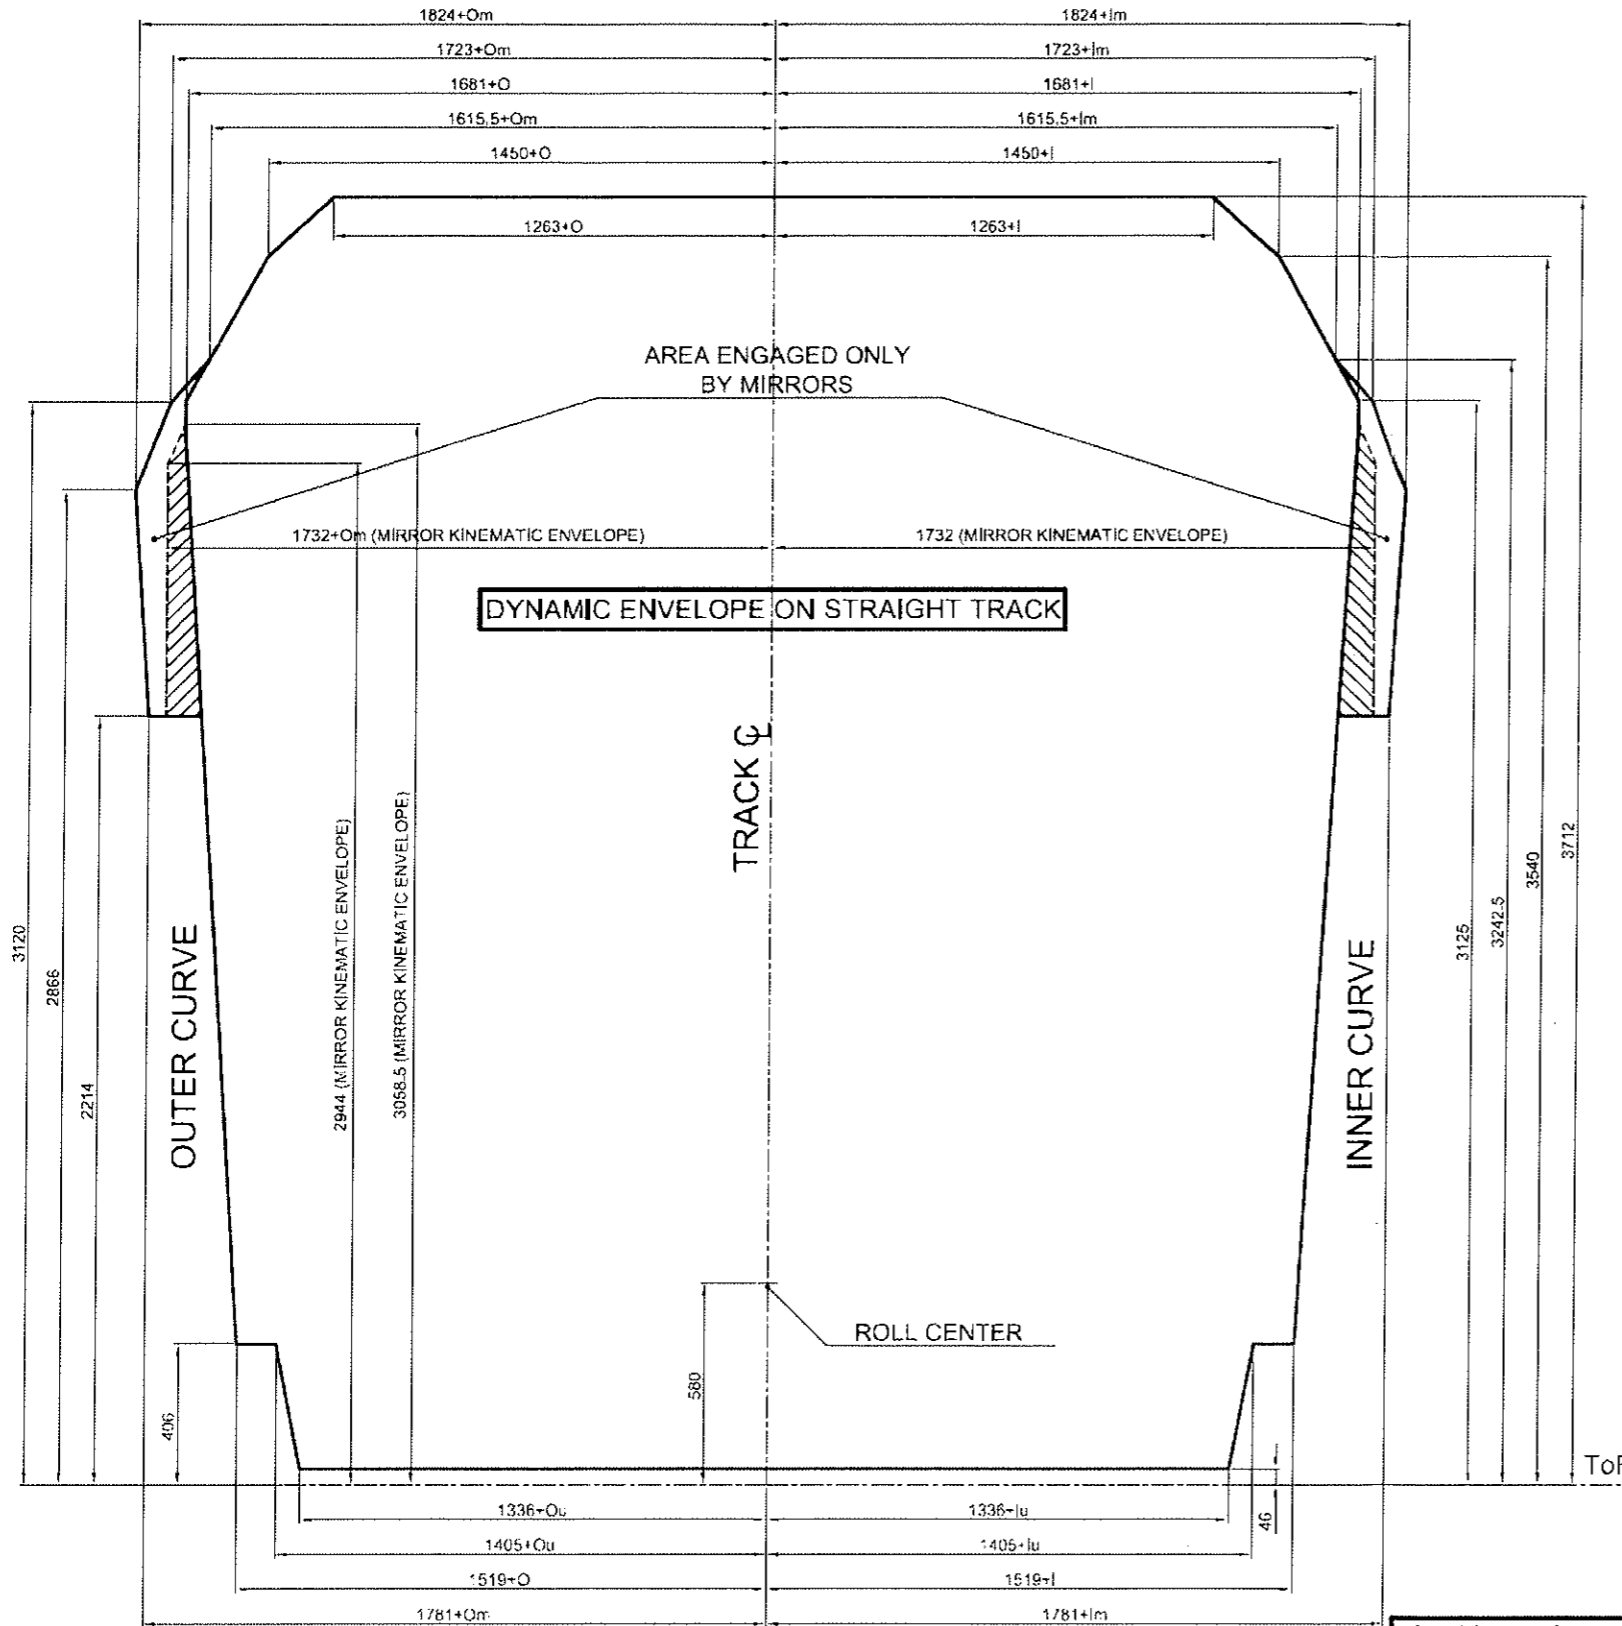 1824+Om 1824+Im
1723+Om 1723+Im
1681+O 1681+I
1615,5+Om 1615,5+Im
1450+O 1450+I
1263+O 1263+I
AREA ENGAGED ONLY
BY MIRRORS
1732+Om (MIRROR KINEMATIC ENVELOPE) 1732 (MIRROR KINEMATIC ENVELOPE)
DYNAMIC ENVELOPE ON STRAIGHT TRACK
TRACK ℄
3120
2866
2214
OUTER CURVE
2944 (MIRROR KINEMATIC ENVELOPE)
3058.5 (MIRROR KINEMATIC ENVELOPE)
INNER CURVE
3125
3242.5
3540
3712
ROLL CENTER
580
406
46
1336+Ou 1336+Iu
1405+Ou 1405+Iu
1519+O 1519+I
1781+Om 1781+Im